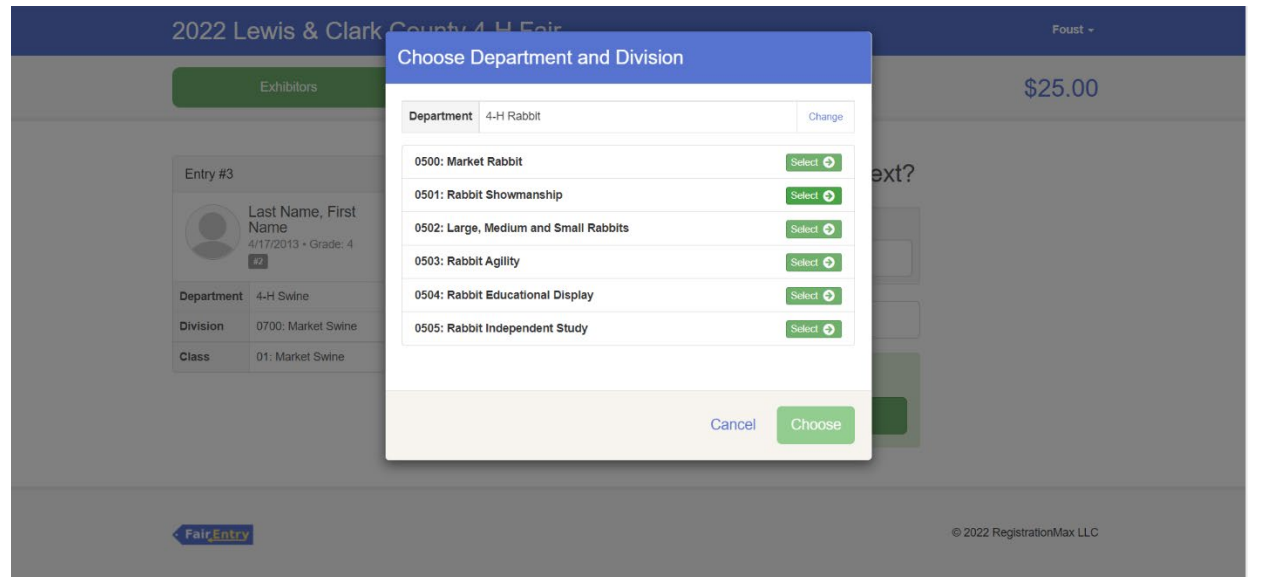 2022 Lewis & Clark County 4-H Fair
Foust
Exhibitors
$25.00
Choose Department and Division
Department 4-H Rabbit Change
0500: Market Rabbit Select
0501: Rabbit Showmanship Select
0502: Large, Medium and Small Rabbits Select
0503: Rabbit Agility Select
0504: Rabbit Educational Display Select
0505: Rabbit Independent Study Select
Cancel Choose
Entry #3
Last Name, First
Name
4/17/2013 • Grade: 4
#2
Department 4-H Swine
Division 0700: Market Swine
Class 01: Market Swine
ext?
FairEntry
© 2022 RegistrationMax LLC